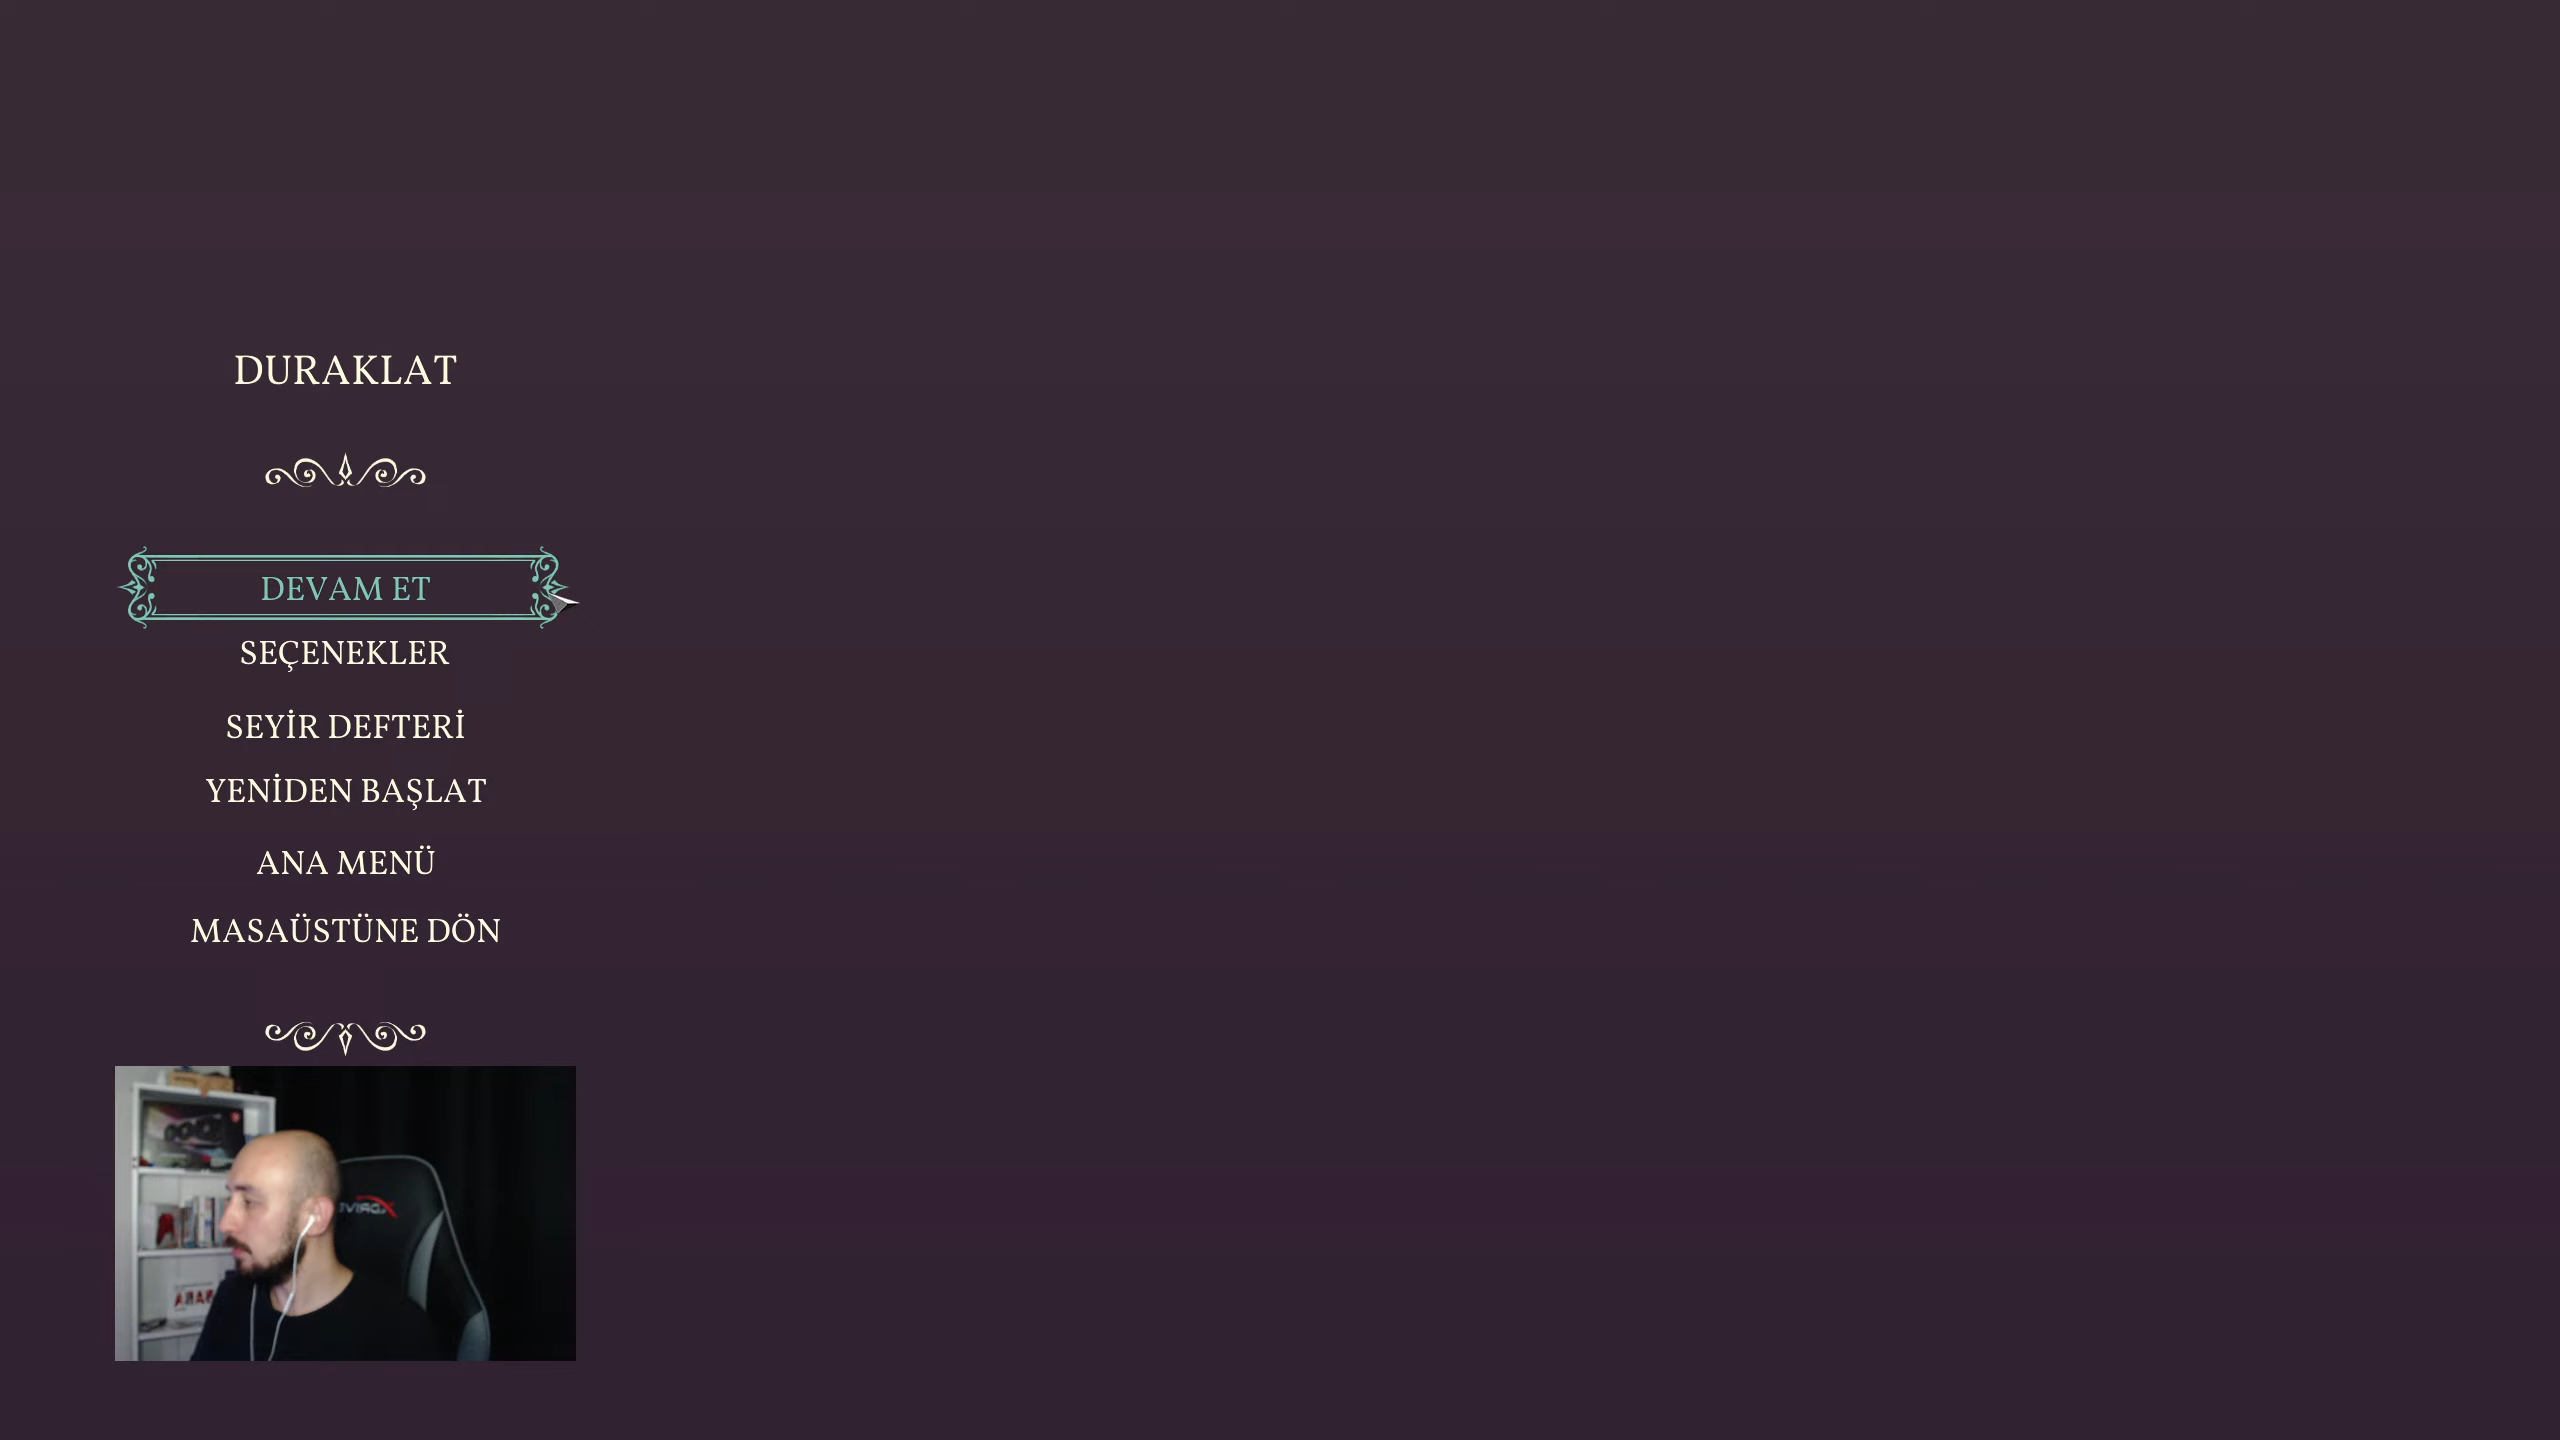 DURAKLAT
DEVAM ET
SEÇENEKLER
SEYİR DEFTERİ
YENİDEN BAŞLAT
ANA MENÜ
MASAÜSTÜNE DÖN